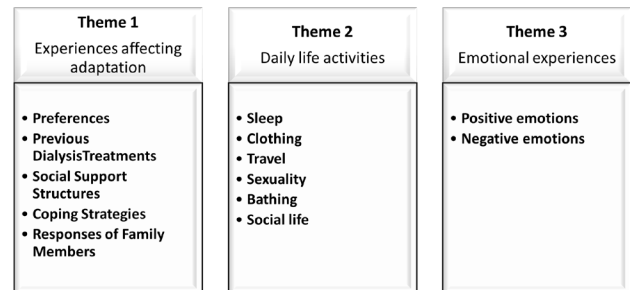 Theme 1
Experiences affecting
adaptation
• Preferences
• Previous
DialysisTreatments
• Social Support
Structures
• Coping Strategies
• Responses of Family
Members
Theme 2
Daily life activities
• Sleep
• Clothing
• Travel
• Sexuality
• Bathing
• Social life
Theme 3
Emotional experiences
• Positive emotions
• Negative emotions